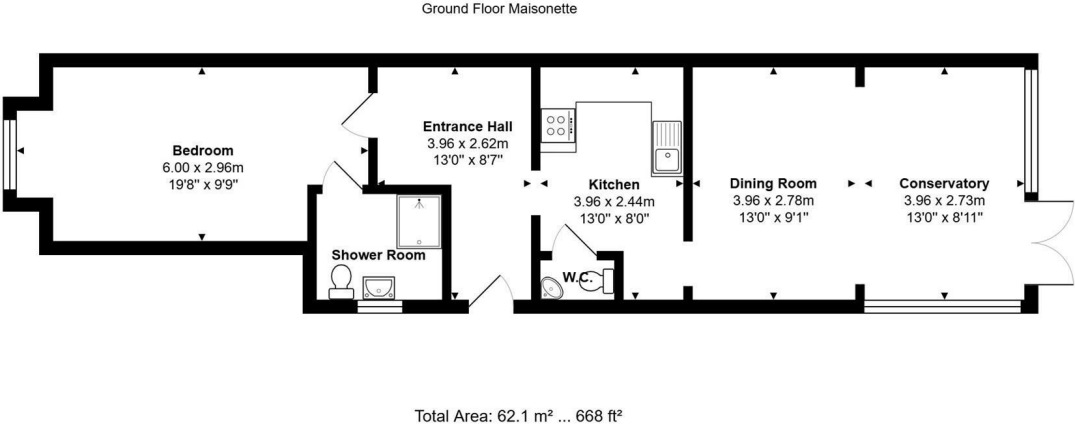 Ground Floor Maisonette
Bedroom
6.00 x 2.96m
19'8" x 9'9"
Entrance Hall
3.96 x 2.62m
13'0" x 8'7"
Kitchen
3.96 x 2.44m
13'0" x 8'0"
Dining Room
3.96 x 2.78m
13'0" x 9'1"
Conservatory
3.96 x 2.73m
13'0" x 8'11"
Shower Room
W.C.
Total Area: 62.1 m² ... 668 ft²